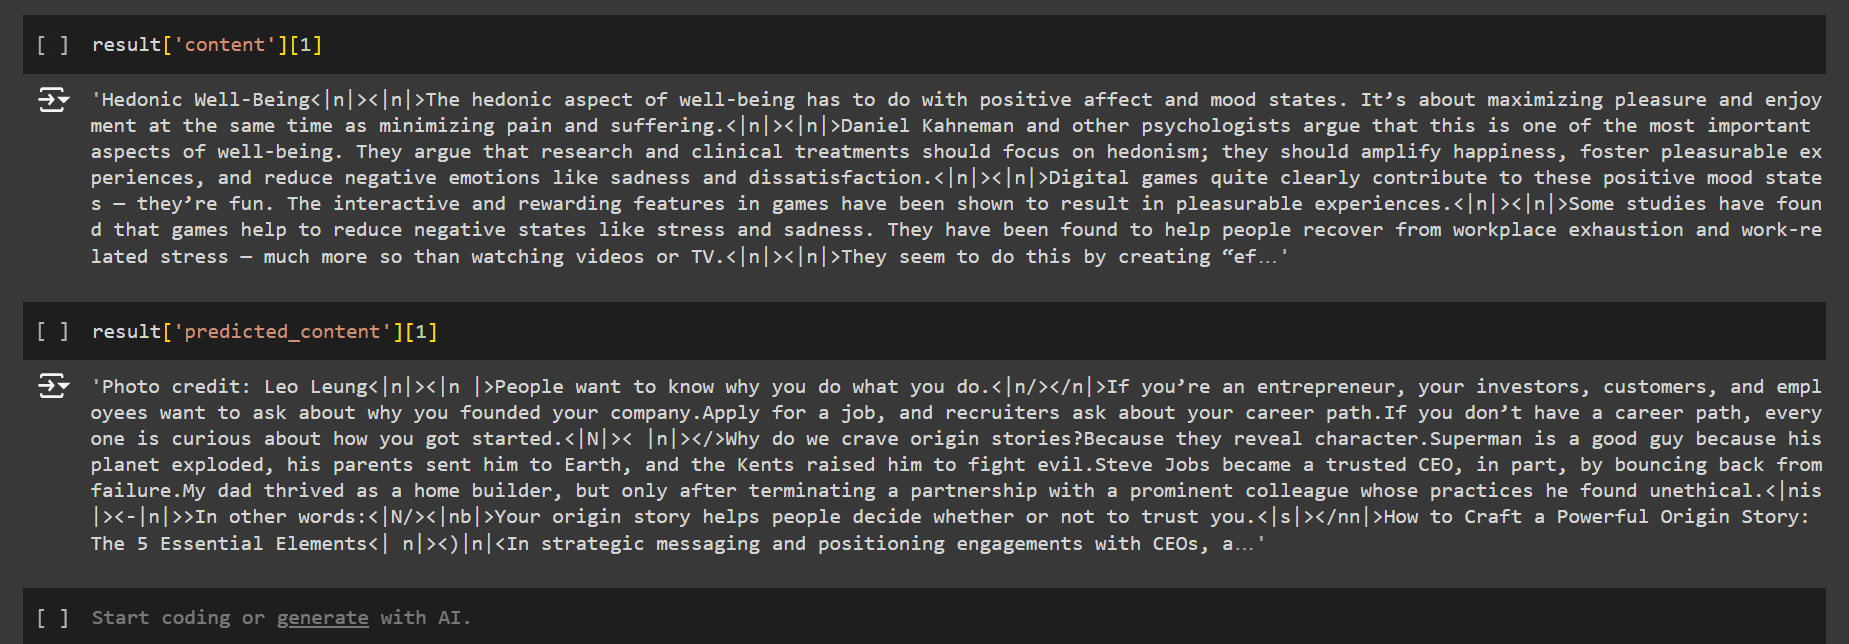 [ ] result['content'][1]
'Hedonic Well-Being<|n|><|n|>The hedonic aspect of well-being has to do with positive affect and mood states. It’s about maximizing pleasure and enjoy
ment at the same time as minimizing pain and suffering.<|n|><|n|>Daniel Kahneman and other psychologists argue that this is one of the most important
aspects of well-being. They argue that research and clinical treatments should focus on hedonism; they should amplify happiness, foster pleasurable ex
periences, and reduce negative emotions like sadness and dissatisfaction.<|n|><|n|>Digital games quite clearly contribute to these positive mood state
s — they’re fun. The interactive and rewarding features in games have been shown to result in pleasurable experiences.<|n|><|n|>Some studies have foun
d that games help to reduce negative states like stress and sadness. They have been found to help people recover from workplace exhaustion and work-re
lated stress — much more so than watching videos or TV.<|n|><|n|>They seem to do this by creating “ef…'
[ ] result['predicted_content'][1]
'Photo credit: Leo Leung<|n|><|n |>People want to know why you do what you do.<|n/></n|>If you’re an entrepreneur, your investors, customers, and empl
oyees want to ask about why you founded your company.Apply for a job, and recruiters ask about your career path.If you don’t have a career path, every
one is curious about how you got started.<|N|>< |n|></>Why do we crave origin stories?Because they reveal character.Superman is a good guy because his
planet exploded, his parents sent him to Earth, and the Kents raised him to fight evil.Steve Jobs became a trusted CEO, in part, by bouncing back from
failure.My dad thrived as a home builder, but only after terminating a partnership with a prominent colleague whose practices he found unethical.<|nis
|><-|n|>>In other words:<|N/><|nb|>Your origin story helps people decide whether or not to trust you.<|s|></nn|>How to Craft a Powerful Origin Story:
The 5 Essential Elements<| n|><)|n|<In strategic messaging and positioning engagements with CEOs, a…'
[ ] Start coding or generate with AI.